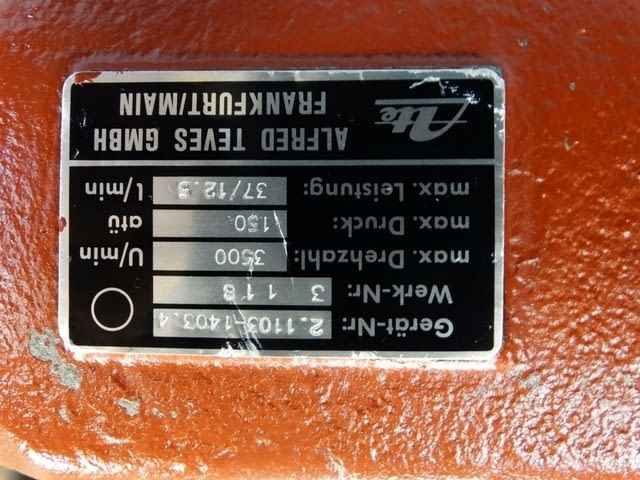 Ate
ALFRED TEVES GMBH
FRANKFURT/MAIN
max. Leistung: 37/12.5 l/min
max. Druck: 150 atü
max. Drehzahl: 3500 U/min
Werk-Nr: 3 118
Gerät-Nr: 2.1103-1403.4